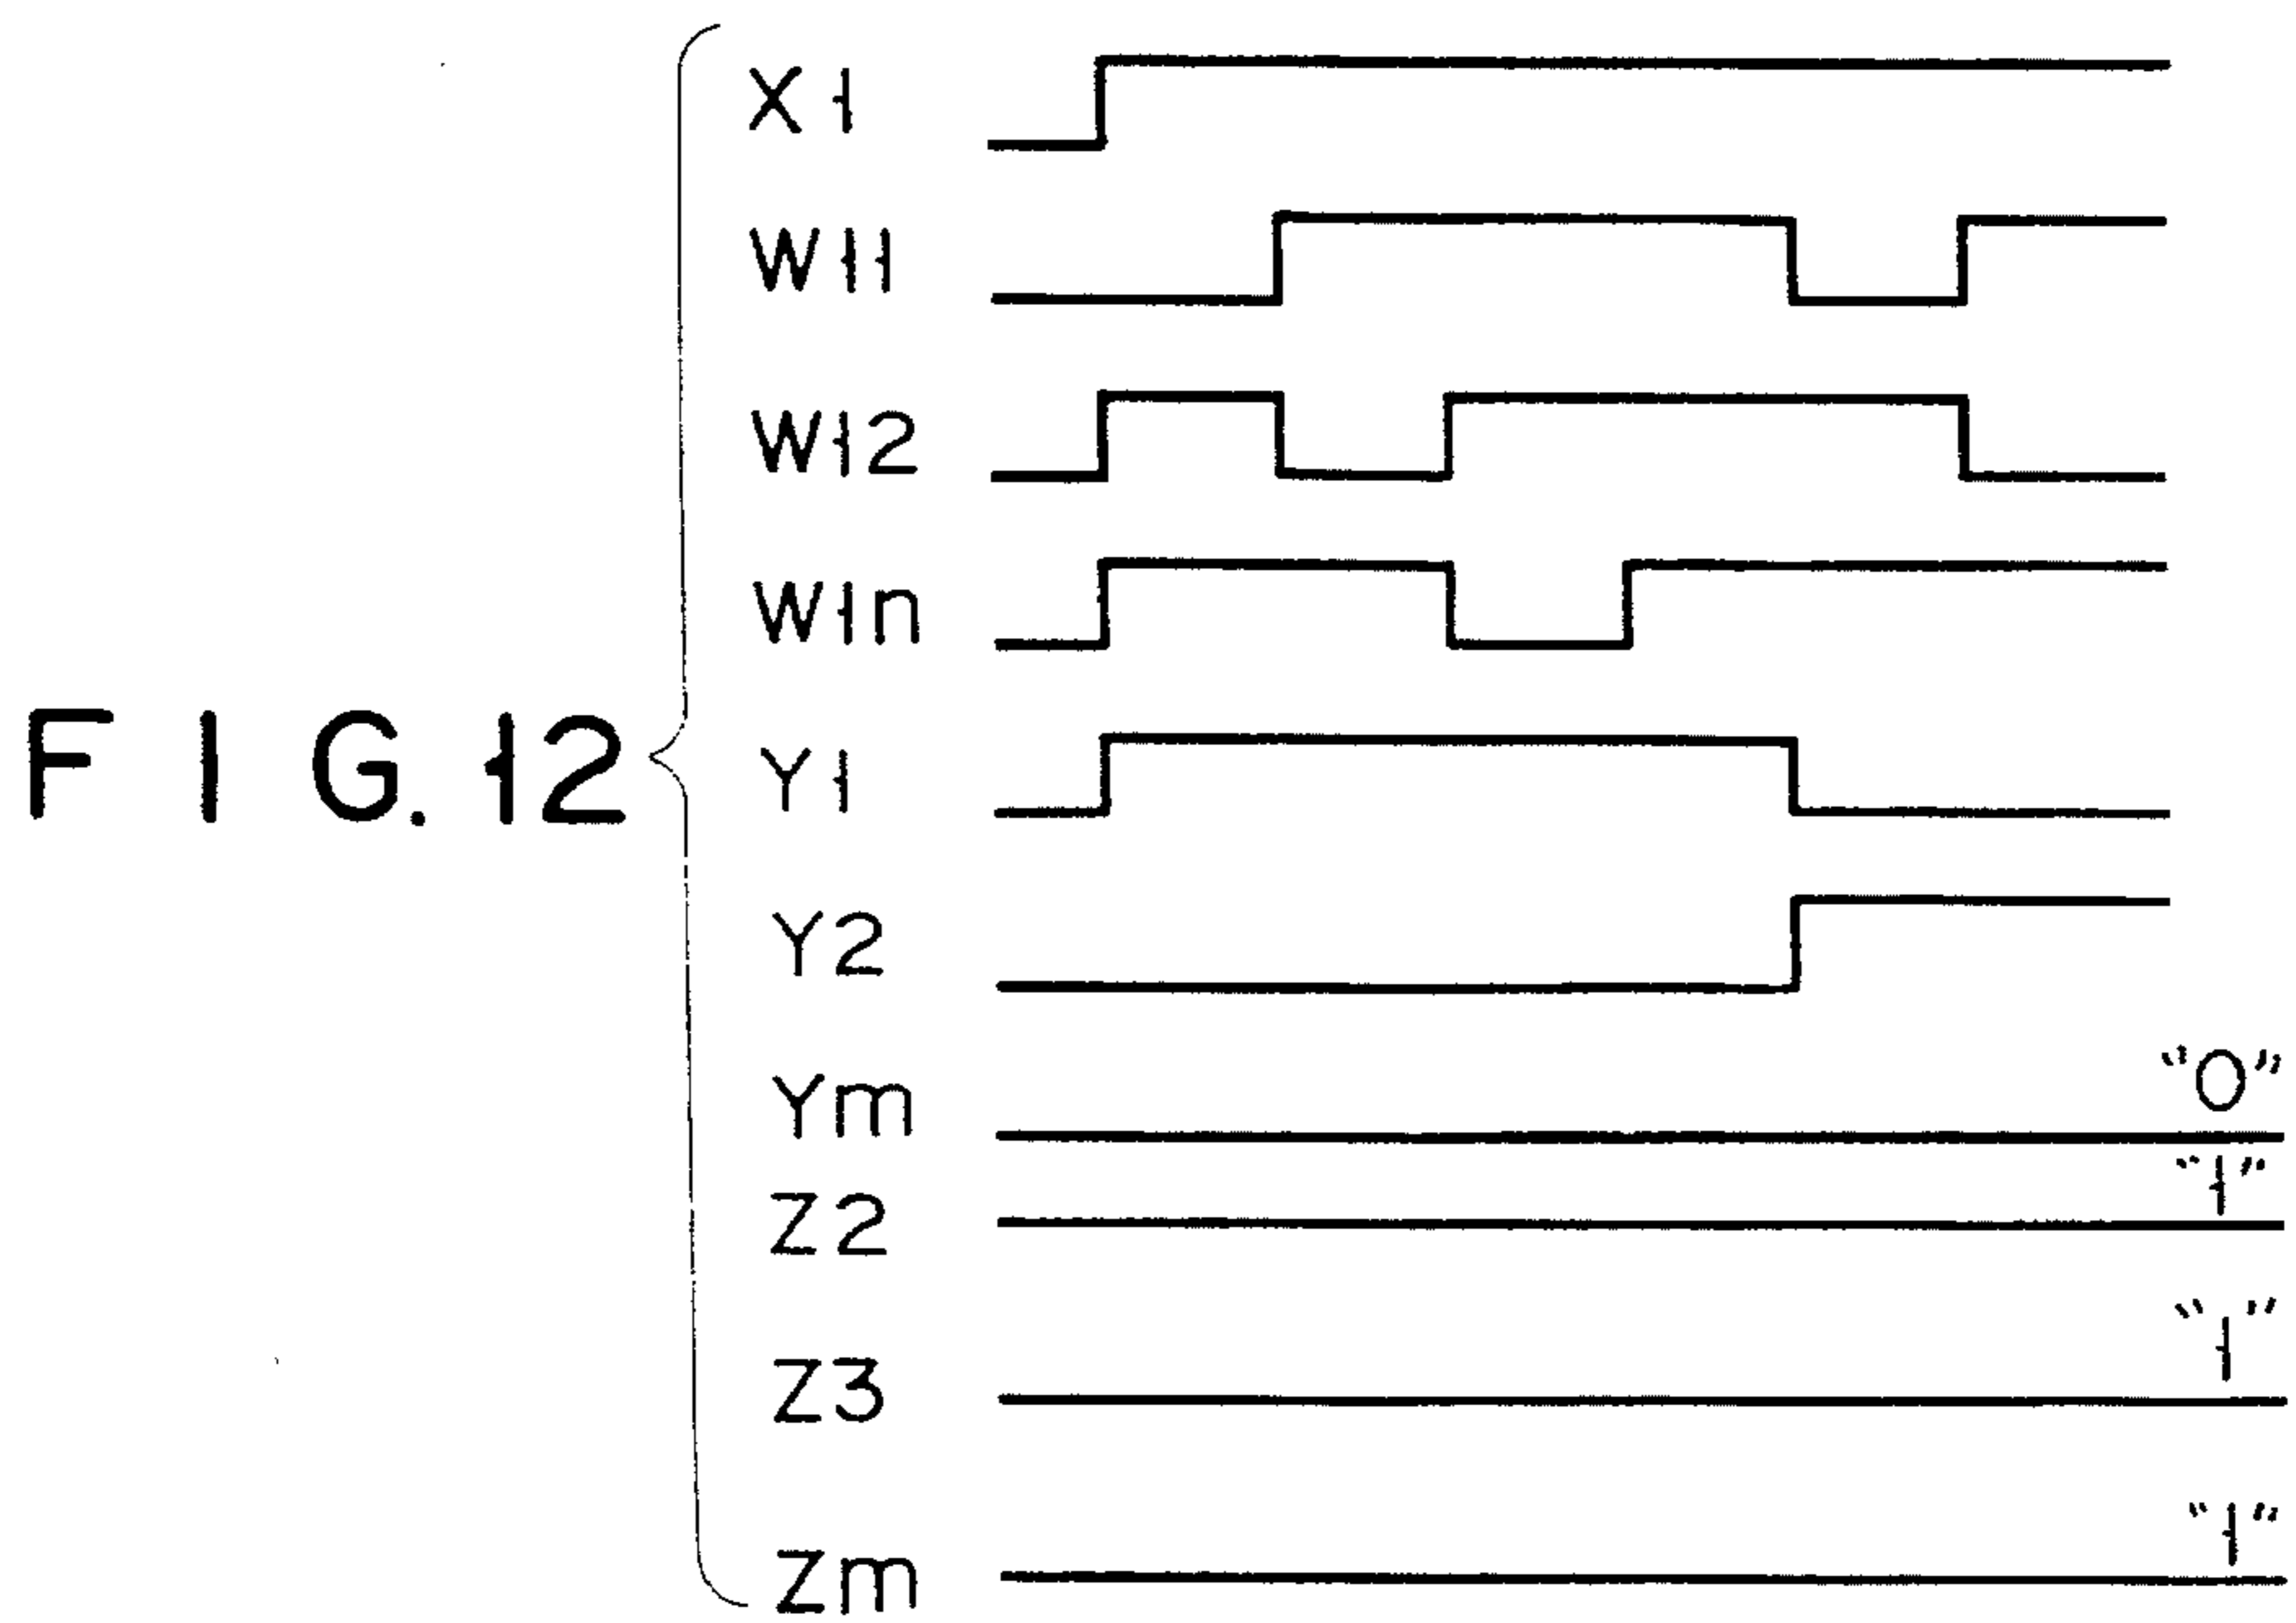 X1
W11
W12
W1n
FIG.12
Y1
Y2
Ym "0"
Z2 "1"
Z3 "1"
Zm "1"